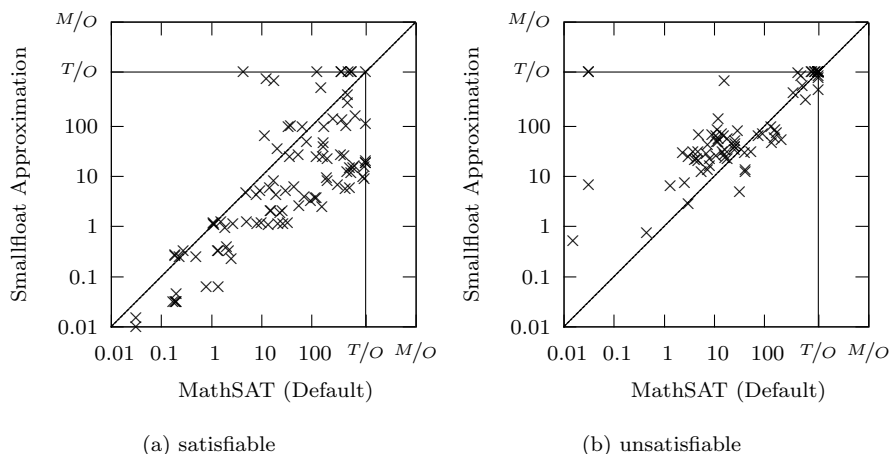 M/O
T/O
100
10
1
0.1
0.01
Smallfloat Approximation
0.01 0.1 1 10 100 T/O M/O
MathSAT (Default)
(a) satisfiable
M/O
T/O
100
10
1
0.1
0.01
Smallfloat Approximation
0.01 0.1 1 10 100 T/O M/O
MathSAT (Default)
(b) unsatisfiable